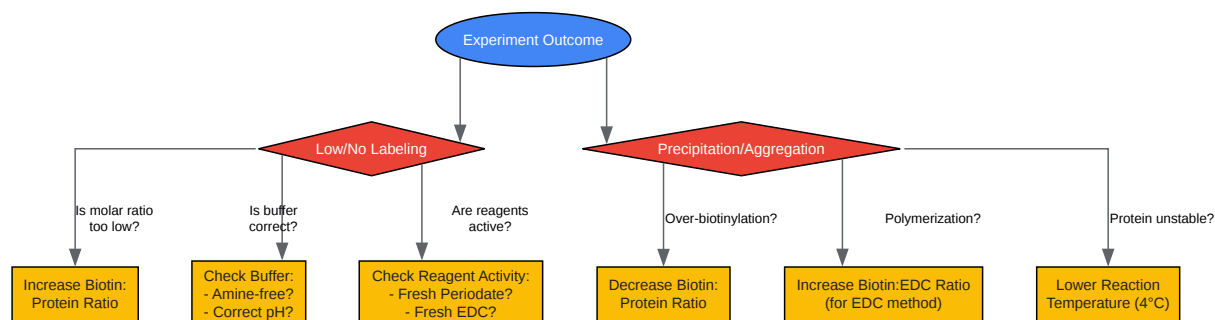 Experiment Outcome
Low/No Labeling
Precipitation/Aggregation
Is molar ratio
too low?
Is buffer
correct?
Are reagents
active?
Over-biotinylation?
Polymerization?
Protein unstable?
Increase Biotin:
Protein Ratio
Check Buffer:
- Amine-free?
- Correct pH?
Check Reagent Activity:
- Fresh Periodate?
- Fresh EDC?
Decrease Biotin:
Protein Ratio
Increase Biotin:EDC Ratio
(for EDC method)
Lower Reaction
Temperature (4°C)